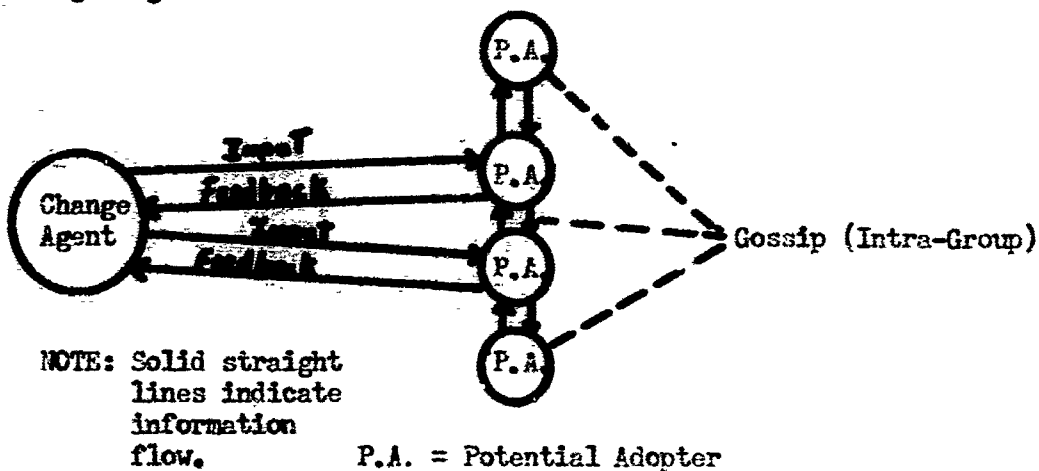 P.A.
Input
P.A.
Feedback
Change
Agent
Input
Gossip (Intra-Group)
Feedback
P.A.
P.A.
NOTE: Solid straight
lines indicate
information
flow.
P.A. = Potential Adopter